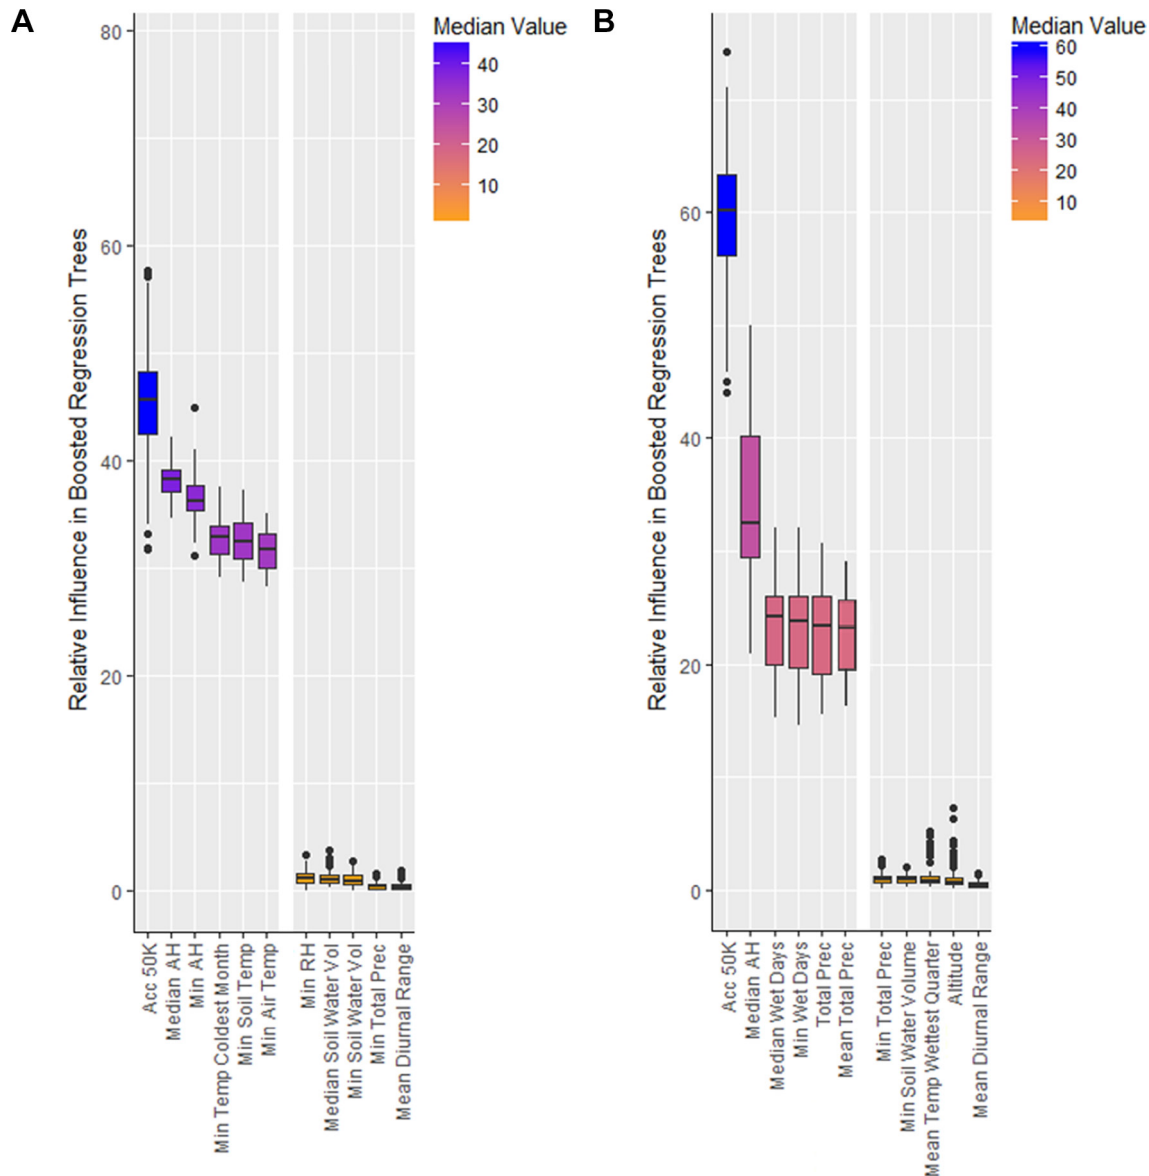 A
Relative Influence in Boosted Regression Trees
80
60
40
20
0
Acc 50K
Median AH
Min AH
Min Temp Coldest Month
Min Soil Temp
Min Air Temp
Min RH
Median Soil Water Vol
Min Soil Water Vol
Min Total Prec
Mean Diurnal Range
Median Value
40
30
20
10
B
Relative Influence in Boosted Regression Trees
60
40
20
0
Acc 50K
Median AH
Median Wet Days
Min Wet Days
Total Prec
Mean Total Prec
Min Total Prec
Min Soil Water Volume
Mean Temp Wettest Quarter
Altitude
Mean Diurnal Range
Median Value
60
50
40
30
20
10